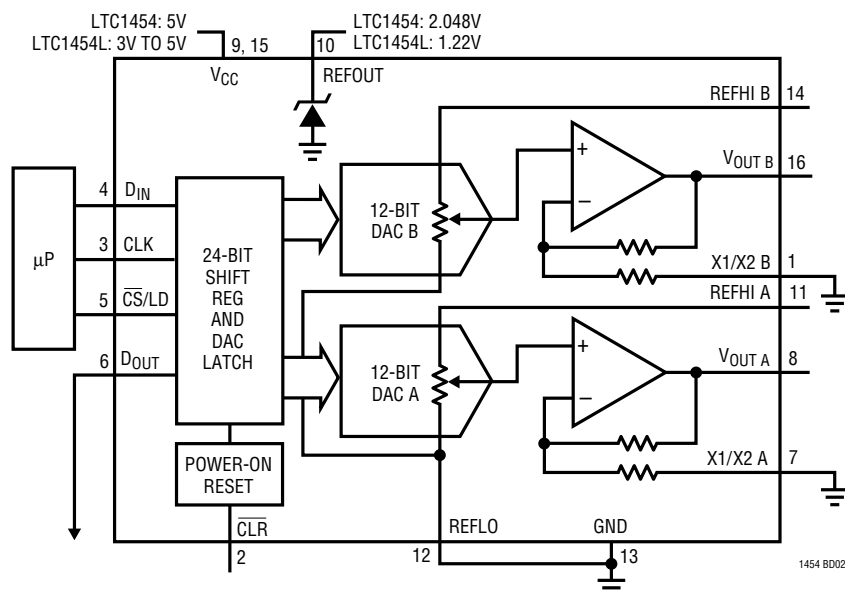 LTC1454: 5V
LTC1454L: 3V TO 5V
9, 15
VCC
LTC1454: 2.048V
LTC1454L: 1.22V
10
REFOUT
REFHI B
14
VOUT B
16
+
−
X1/X2 B
1
REFHI A
11
VOUT A
8
+
−
X1/X2 A
7
µP
4
DIN
3
CLK
5
CS/LD
6
DOUT
24-BIT
SHIFT
REG
AND
DAC
LATCH
12-BIT
DAC B
12-BIT
DAC A
POWER-ON
RESET
CLR
2
REFLO
12
GND
13
1454 BD02